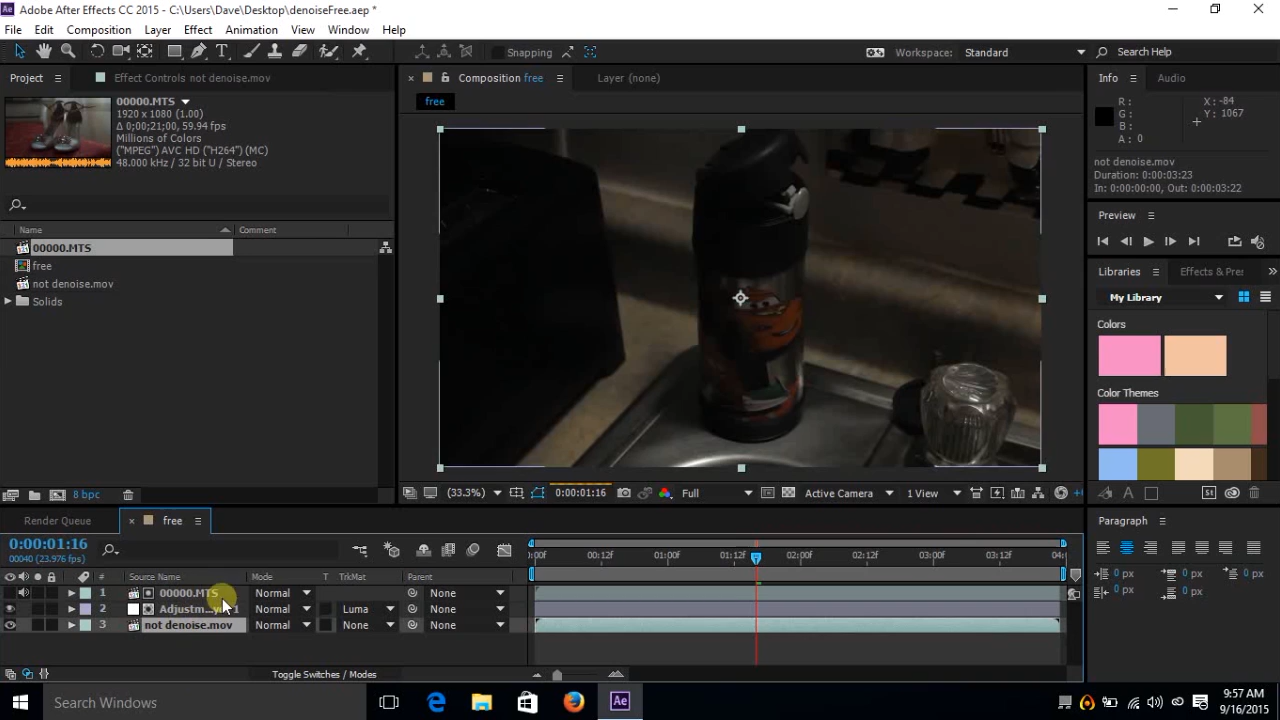 Adobe After Effects CC 2015 - C:\Users\Dave\Desktop\denoiseFree.aep *
File Edit Composition Layer Effect Animation View Window Help
Snapping Workspace: Standard Search Help
Project Effect Controls not denoise.mov Composition free Layer (none) Info Audio
free
00000.MTS
1920 x 1080 (1.00)
Δ 0;00;21;00, 59.94 fps
Millions of Colors
("MPEG") AVC HD ("H264") (MC)
48.000 kHz / 32 bit U / Stereo
R :
G :
B :
A : 0
X : -84
Y : 1067
not denoise.mov
Duration: 0:00:03:23
In: 0:00:00:00, Out: 0:00:03:22
Preview
Libraries Effects & Pres
My Library
Colors
Color Themes
Name Comment
00000.MTS
free
not denoise.mov
Solids
8 bpc
(33.3%) 0:00:01:16 Full Active Camera 1 View +0
Render Queue free
0:00:01:16
00040 (23.976 fps)
:00f 00:12f 01:00f 01:12f 02:00f 02:12f 03:00f 03:12f 04:
# Source Name Mode T TrkMat Parent
1 00000.MTS Normal None
2 Adjustm...yer 1 Normal Luma None
3 not denoise.mov Normal None None
Toggle Switches / Modes
Paragraph
0 px 0 px 0 px
0 px 0 px
Search Windows
9:57 AM
9/16/2015